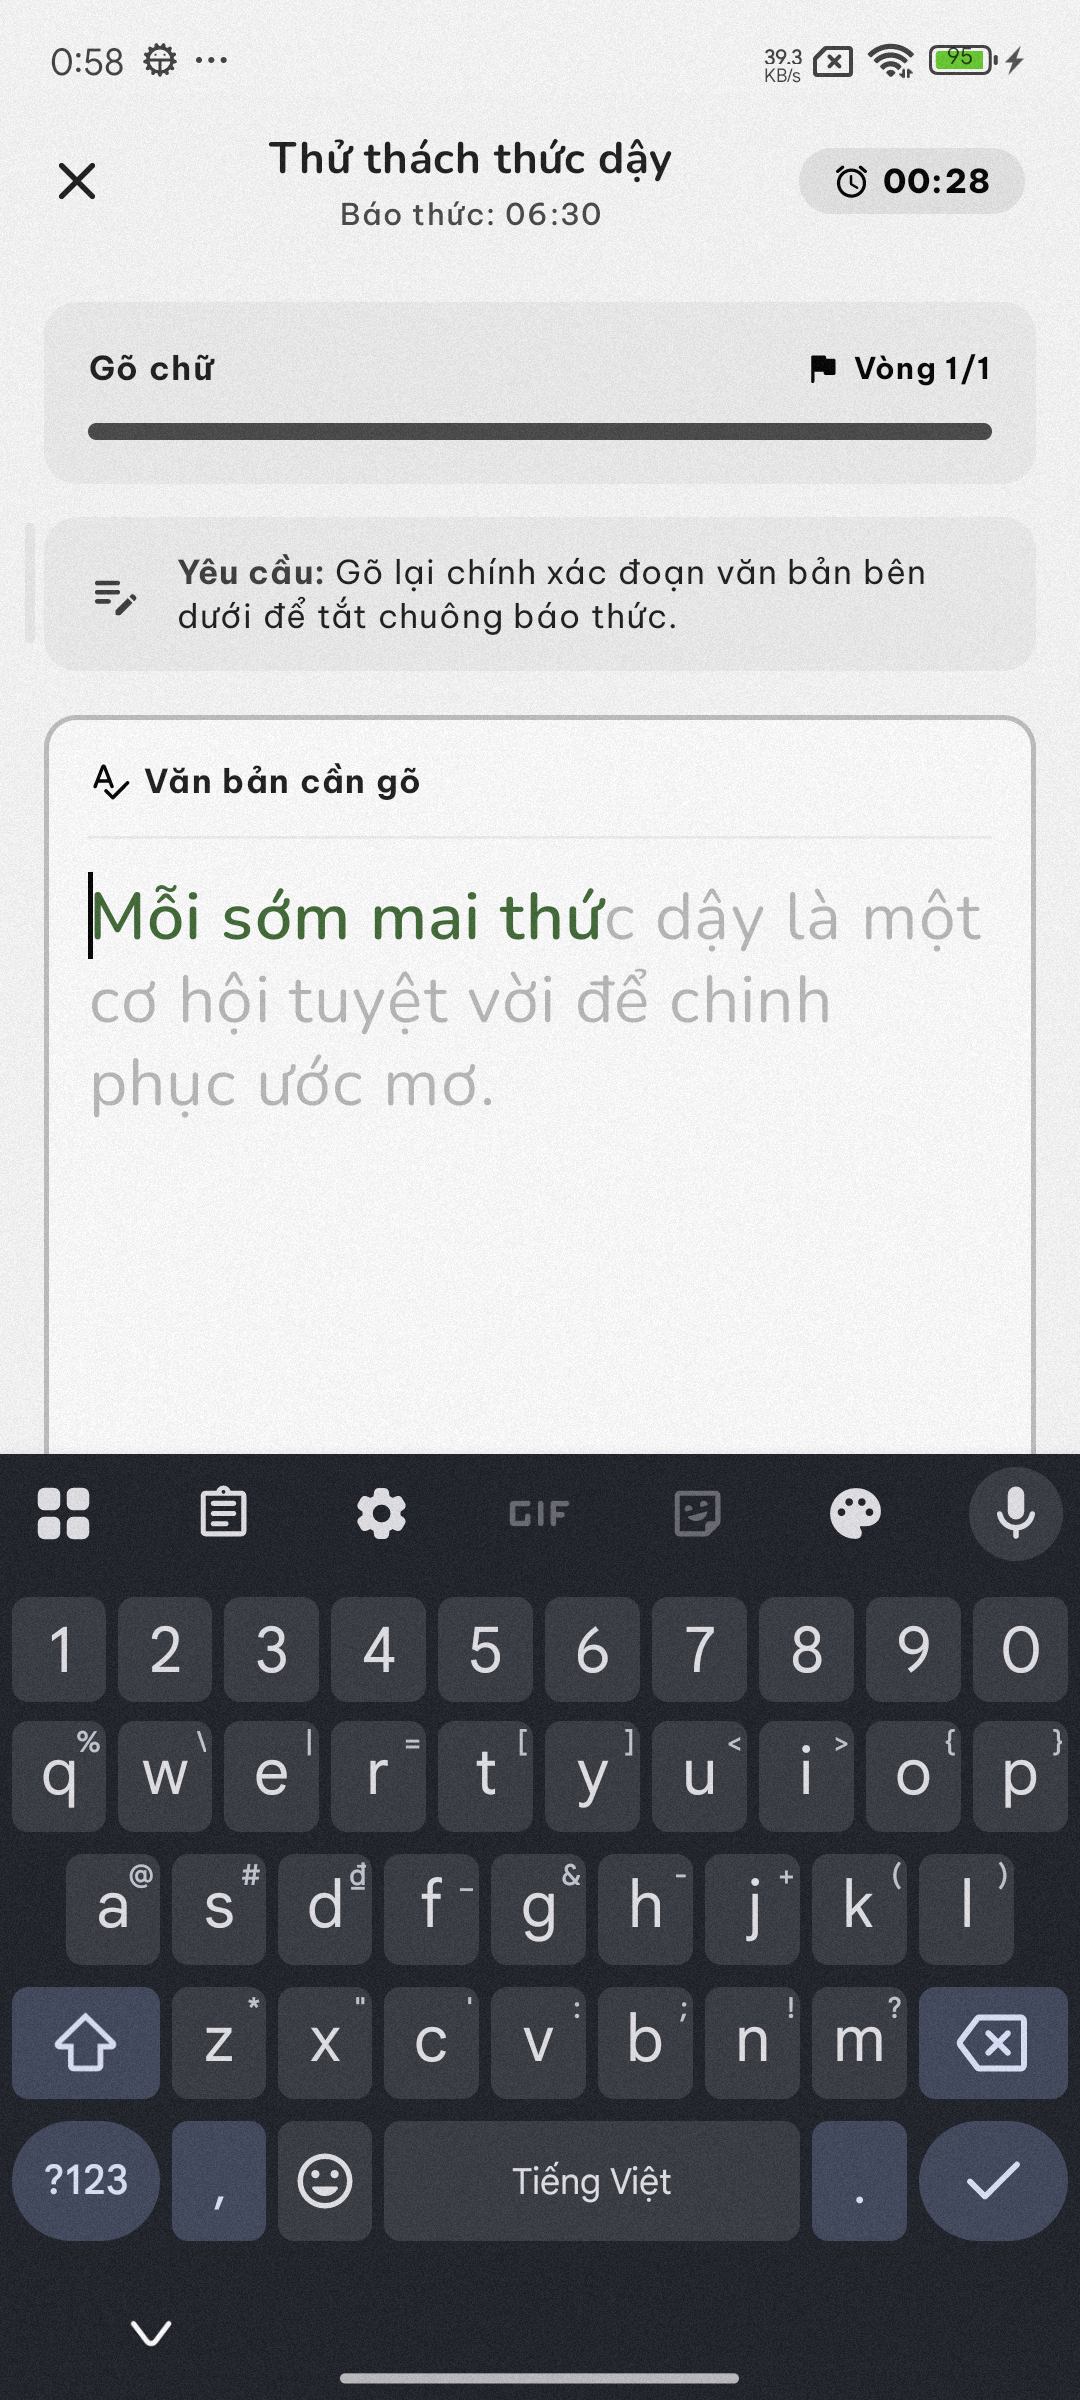 0:58 ...
39.3 KB/s
95
Thử thách thức dậy
Báo thức: 06:30
00:28
Gõ chữ
Vòng 1/1
Yêu cầu: Gõ lại chính xác đoạn văn bản bên
dưới để tắt chuông báo thức.
Văn bản cần gõ
Mỗi sớm mai thức dậy là một
cơ hội tuyệt vời để chinh
phục ước mơ.
GIF
1 2 3 4 5 6 7 8 9 0
q % w \ e | r = t [ y ] u < i > o { p }
a @ s # d ₫ f _ g & h - j + k ( l )
z * x " c ' v : b ; n ! m ?
?123 , Tiếng Việt .